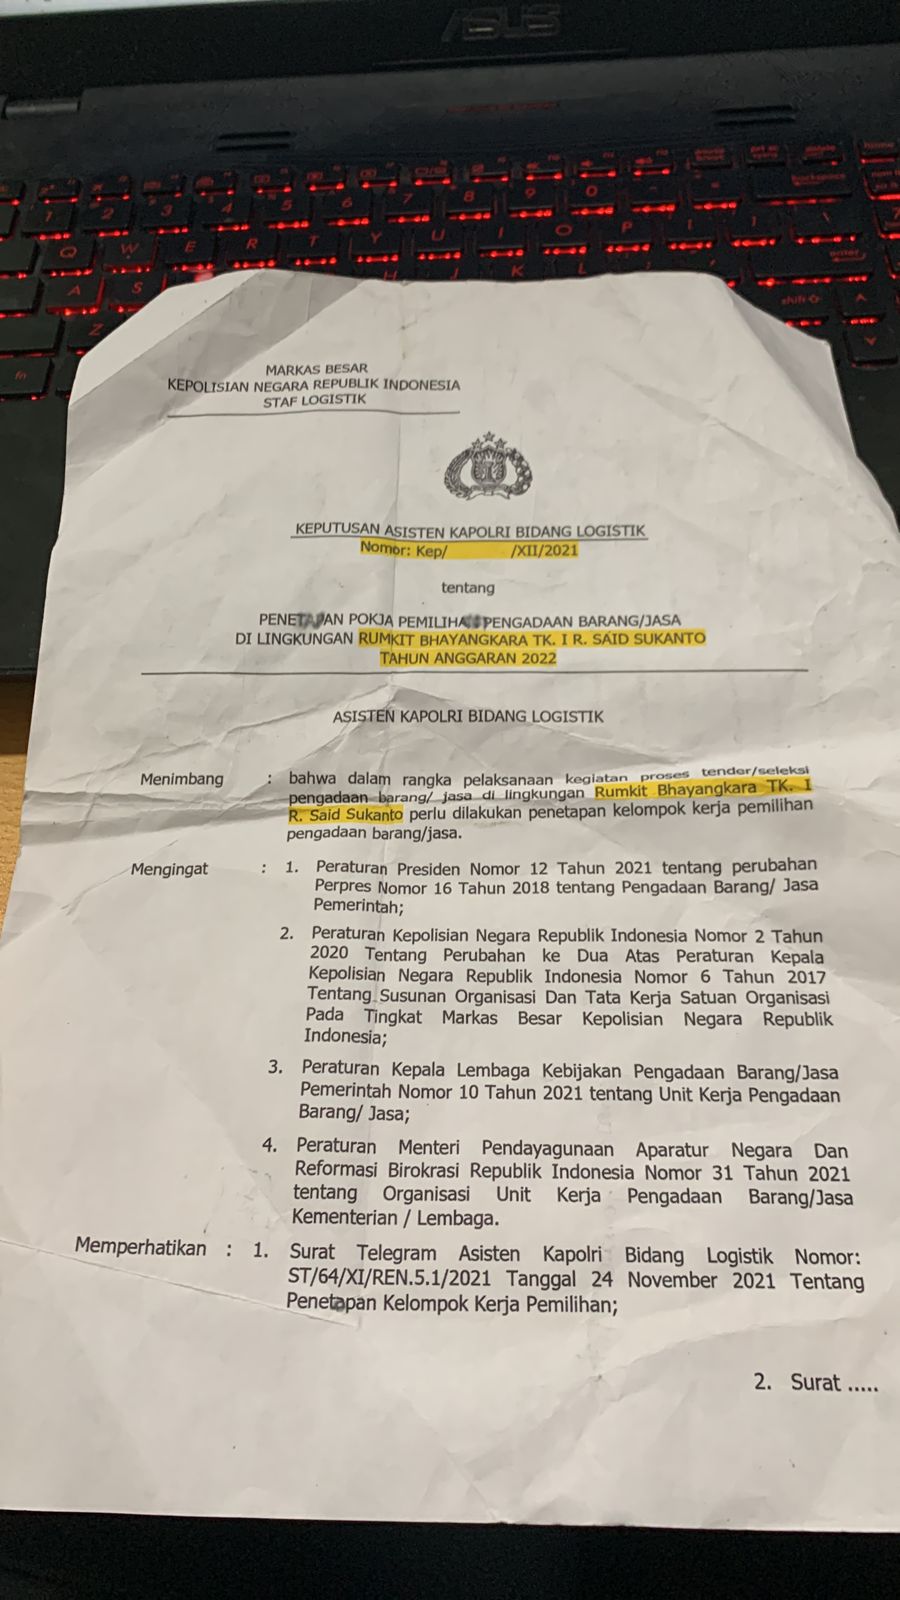 ASUS
MARKAS BESAR
KEPOLISIAN NEGARA REPUBLIK INDONESIA
STAF LOGISTIK
KEPUTUSAN ASISTEN KAPOLRI BIDANG LOGISTIK
Nomor: Kep/ /XII/2021
tentang
PENETAPAN POKJA PEMILIHAN PENGADAAN BARANG/JASA
DI LINGKUNGAN RUMKIT BHAYANGKARA TK. I R. SAID SUKANTO
TAHUN ANGGARAN 2022
ASISTEN KAPOLRI BIDANG LOGISTIK
Menimbang : bahwa dalam rangka pelaksanaan kegiatan proses tender/seleksi
pengadaan barang/ jasa di lingkungan Rumkit Bhayangkara TK. I
R. Said Sukanto perlu dilakukan penetapan kelompok kerja pemilihan
pengadaan barang/jasa.
Mengingat : 1. Peraturan Presiden Nomor 12 Tahun 2021 tentang perubahan
Perpres Nomor 16 Tahun 2018 tentang Pengadaan Barang/ Jasa
Pemerintah;
2. Peraturan Kepolisian Negara Republik Indonesia Nomor 2 Tahun
2020 Tentang Perubahan ke Dua Atas Peraturan Kepala
Kepolisian Negara Republik Indonesia Nomor 6 Tahun 2017
Tentang Susunan Organisasi Dan Tata Kerja Satuan Organisasi
Pada Tingkat Markas Besar Kepolisian Negara Republik
Indonesia;
3. Peraturan Kepala Lembaga Kebijakan Pengadaan Barang/Jasa
Pemerintah Nomor 10 Tahun 2021 tentang Unit Kerja Pengadaan
Barang/ Jasa;
4. Peraturan Menteri Pendayagunaan Aparatur Negara Dan
Reformasi Birokrasi Republik Indonesia Nomor 31 Tahun 2021
tentang Organisasi Unit Kerja Pengadaan Barang/Jasa
Kementerian / Lembaga.
Memperhatikan : 1. Surat Telegram Asisten Kapolri Bidang Logistik Nomor:
ST/64/XI/REN.5.1/2021 Tanggal 24 November 2021 Tentang
Penetapan Kelompok Kerja Pemilihan;
2. Surat .....